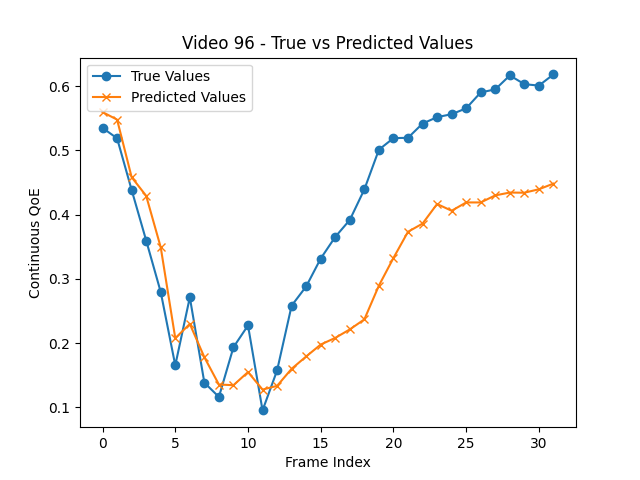 Video 96 - True vs Predicted Values
True Values
Predicted Values
Continuous QoE
0.6
0.5
0.4
0.3
0.2
0.1
0 5 10 15 20 25 30
Frame Index